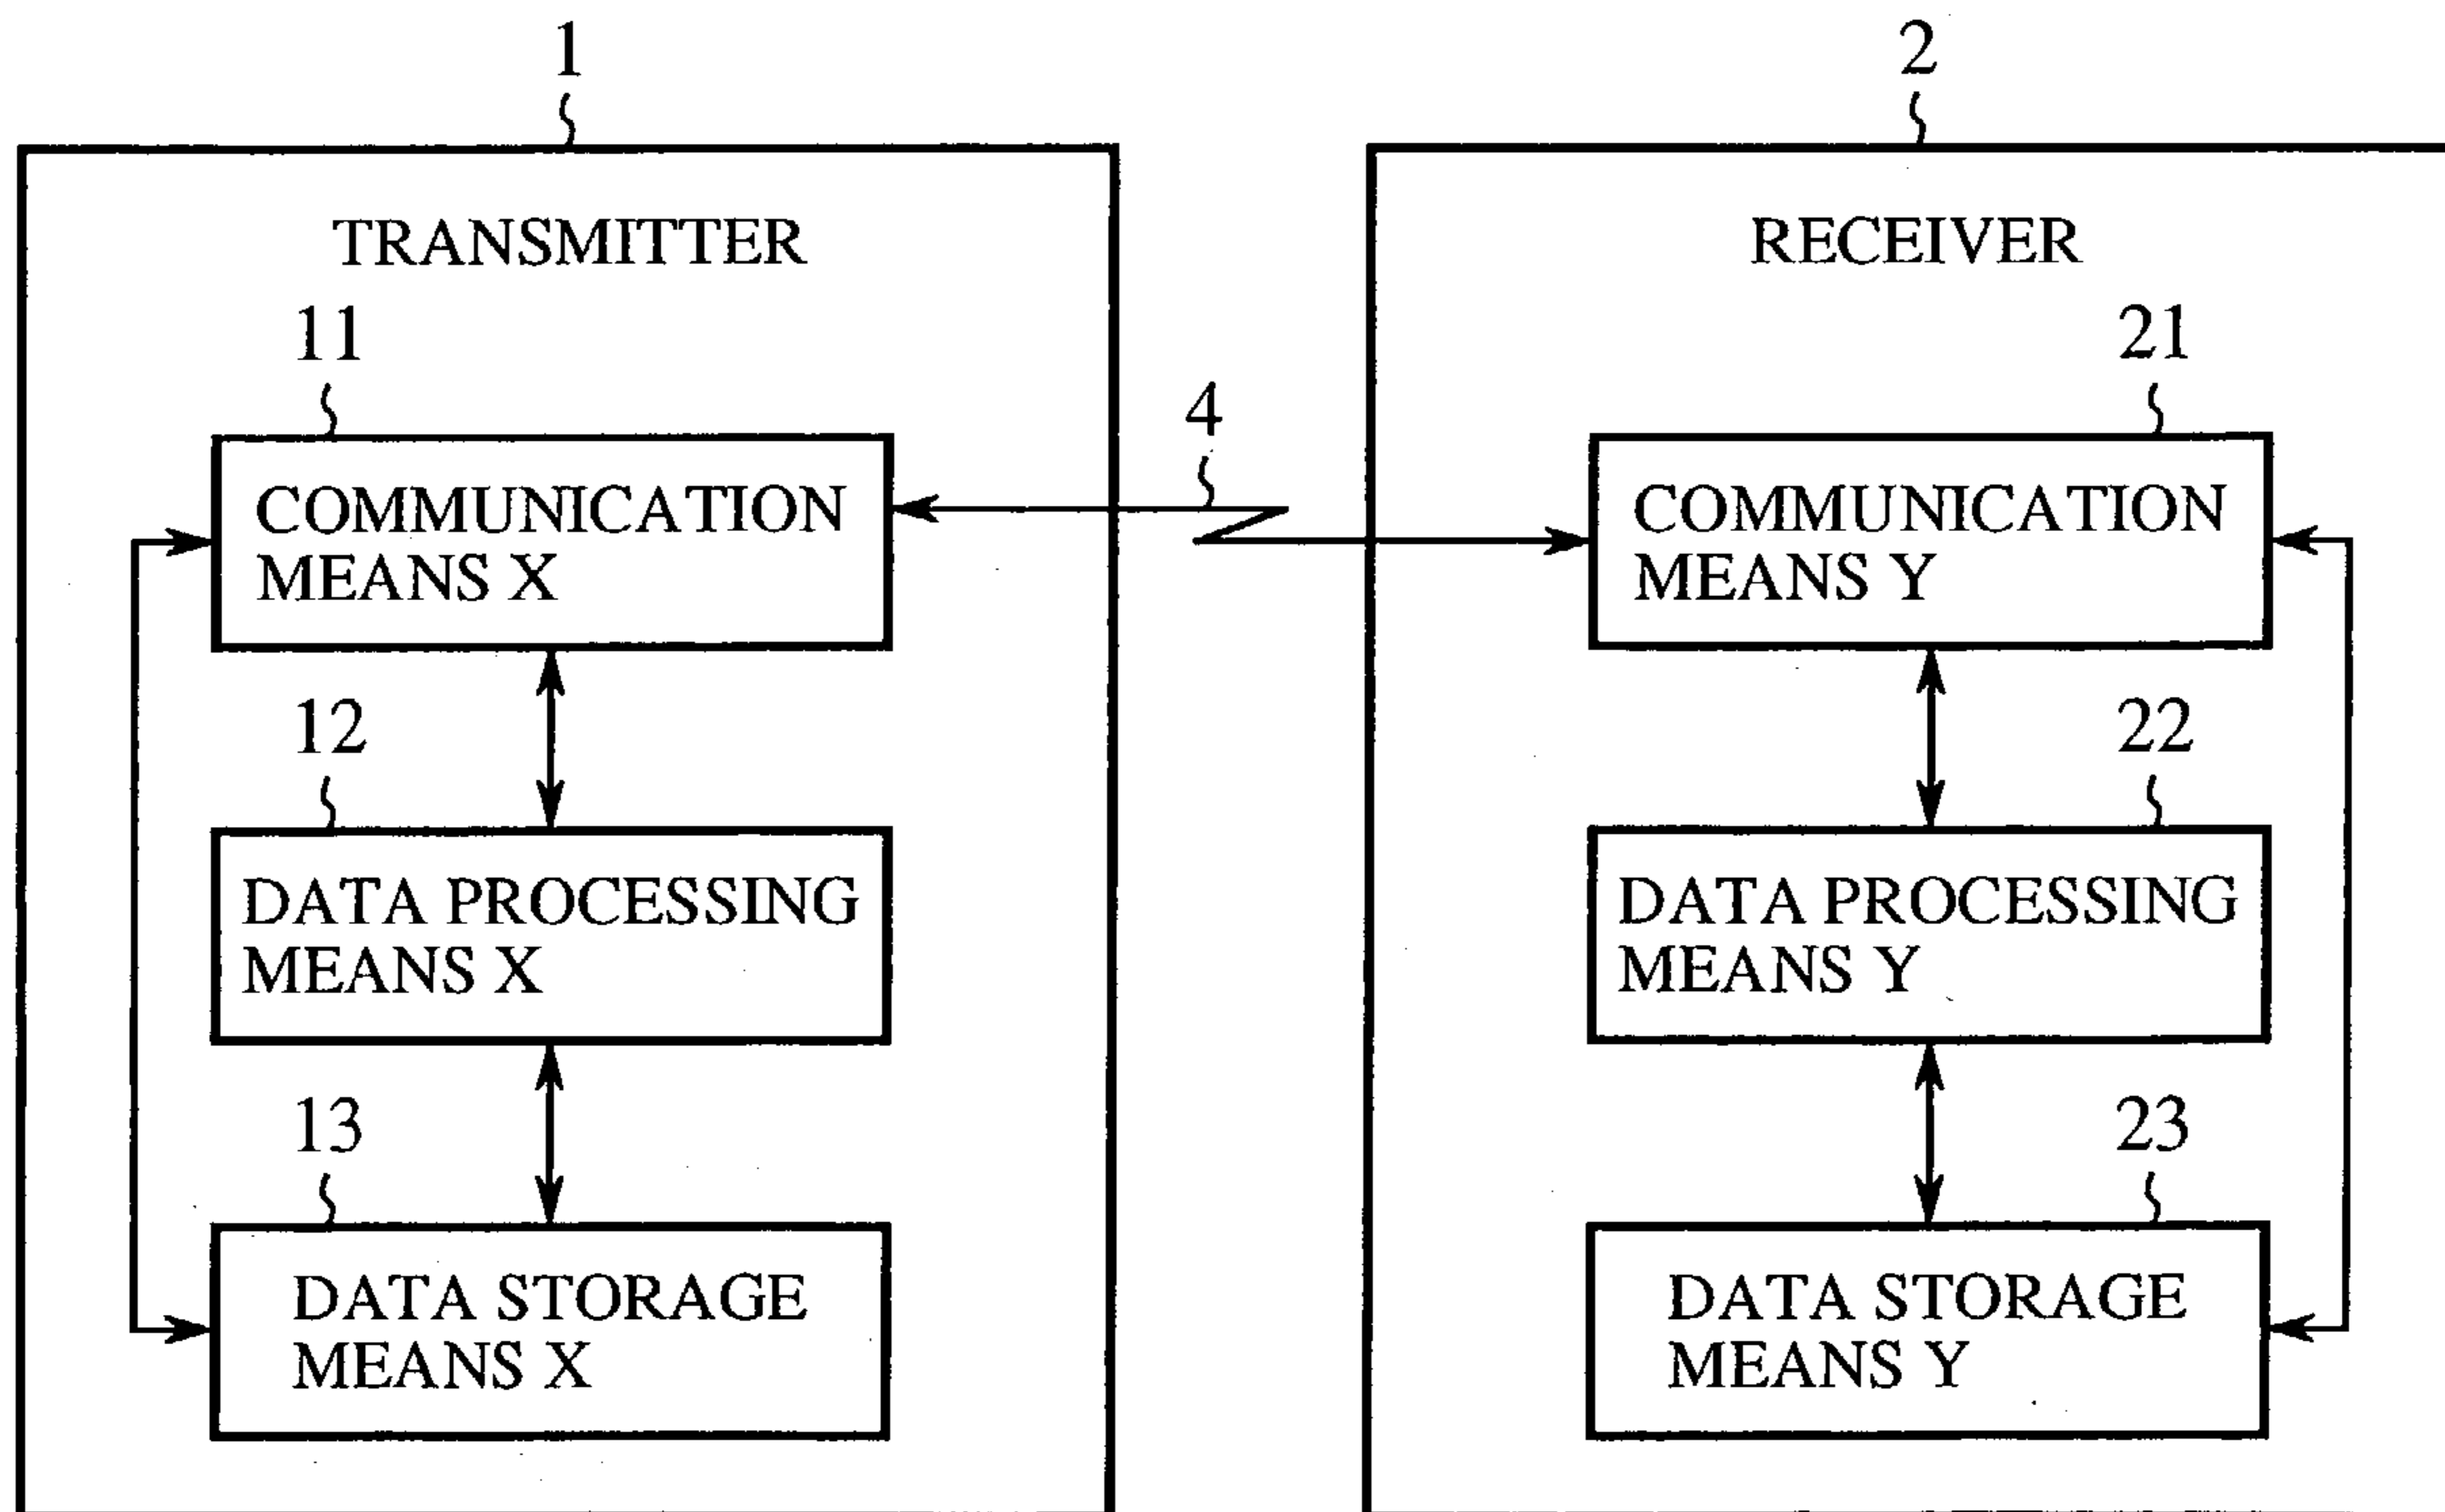 1
2
TRANSMITTER
RECEIVER
11
21
4
COMMUNICATION
MEANS X
COMMUNICATION
MEANS Y
12
22
DATA PROCESSING
MEANS X
DATA PROCESSING
MEANS Y
13
23
DATA STORAGE
MEANS X
DATA STORAGE
MEANS Y